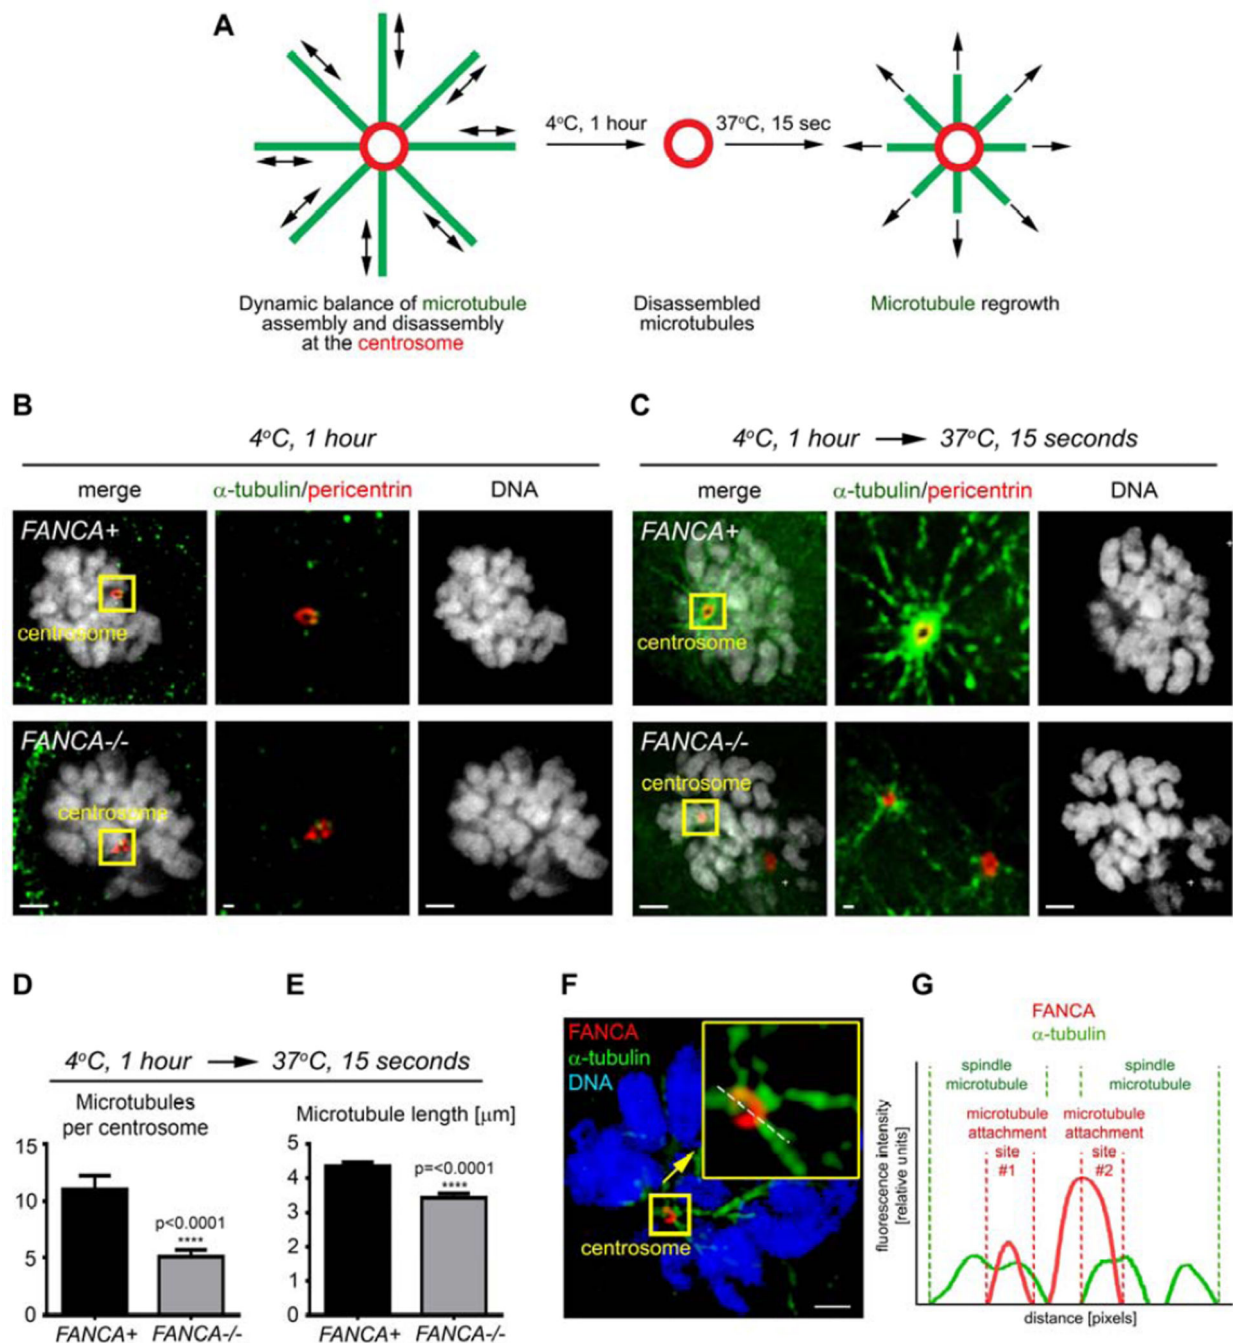 A
4°C, 1 hour
37°C, 15 sec
Dynamic balance of microtubule
assembly and disassembly
at the centrosome
Disassembled
microtubules
Microtubule regrowth
B
4°C, 1 hour
merge
α-tubulin/pericentrin
DNA
FANCA+
centrosome
FANCA-/-
centrosome
C
4°C, 1 hour
37°C, 15 seconds
merge
α-tubulin/pericentrin
DNA
FANCA+
centrosome
FANCA-/-
centrosome
D
E
4°C, 1 hour
37°C, 15 seconds
Microtubules
per centrosome
15
10
5
0
p<0.0001
****
FANCA+
FANCA-/-
Microtubule length [μm]
5
4
3
2
1
0
p=<0.0001
****
FANCA+
FANCA-/-
F
FANCA
α-tubulin
DNA
centrosome
G
FANCA
α-tubulin
spindle
microtubule
spindle
microtubule
microtubule
attachment
site
#1
microtubule
attachment
site
#2
fluorescence intensity
[relative units]
distance [pixels]